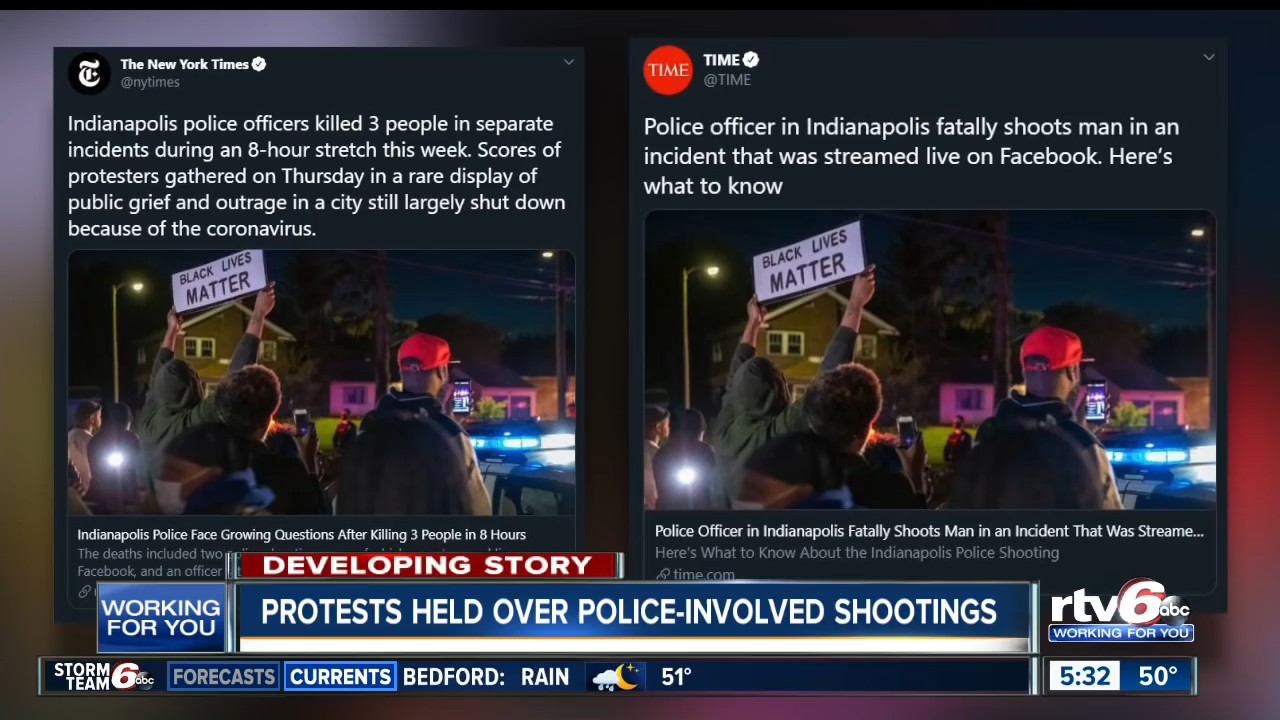 The New York Times
@nytimes
Indianapolis police officers killed 3 people in separate
incidents during an 8-hour stretch this week. Scores of
protesters gathered on Thursday in a rare display of
public grief and outrage in a city still largely shut down
because of the coronavirus.
BLACK LIVES
MATTER
Indianapolis Police Face Growing Questions After Killing 3 People in 8 Hours
The deaths included two
Facebook, and an officer
TIME
TIME
@TIME
Police officer in Indianapolis fatally shoots man in an
incident that was streamed live on Facebook. Here's
what to know
BLACK LIVES
MATTER
Police Officer in Indianapolis Fatally Shoots Man in an Incident That Was Streame...
Here's What to Know About the Indianapolis Police Shooting
time.com
DEVELOPING STORY
WORKING
FOR YOU
PROTESTS HELD OVER POLICE-INVOLVED SHOOTINGS
rtv6 abc
WORKING FOR YOU
STORM
TEAM 6 abc
FORECASTS
CURRENTS
BEDFORD: RAIN
51°
5:32
50°